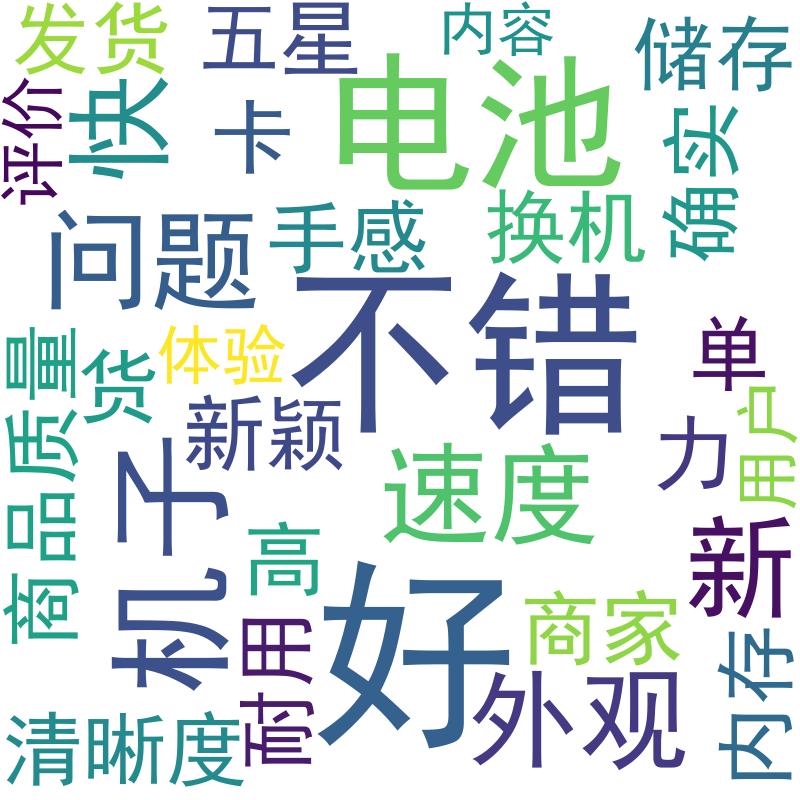 发货
五星
内容
储存
评价
快
卡
电池
确实
问题
手感
换机
不错
商品质量
货
体验
单
新颖
用户
力
机子
速度
高
新
好
商家
耐用
内存
外观
清晰度